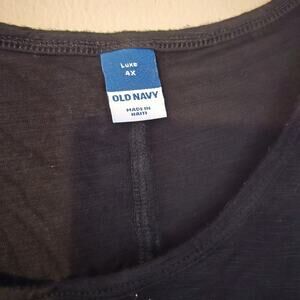 Luxe
4X
OLD NAVY
MADE IN
HAITI